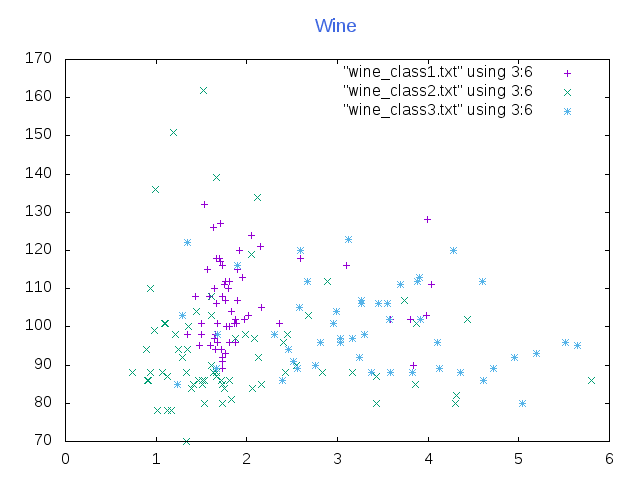 Wine
170
160
150
140
130
120
110
100
90
80
70
"wine_class1.txt" using 3:6
"wine_class2.txt" using 3:6
"wine_class3.txt" using 3:6
0 1 2 3 4 5 6